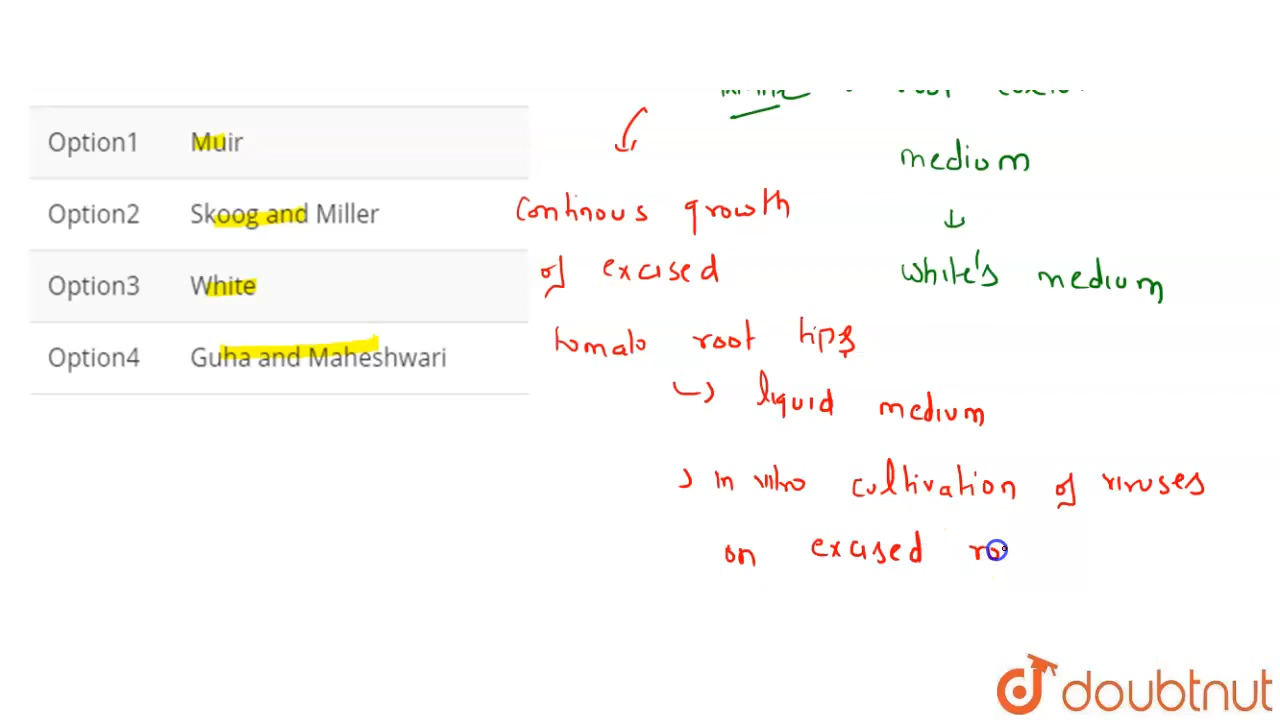 Option1 Muir
Option2 Skoog and Miller
Option3 White
Option4 Guha and Maheshwari
continous growth
of excised
tomato root tips
liquid medium
In vitro cultivation of viruses
on excised ro
medium
white's medium
doubtnut